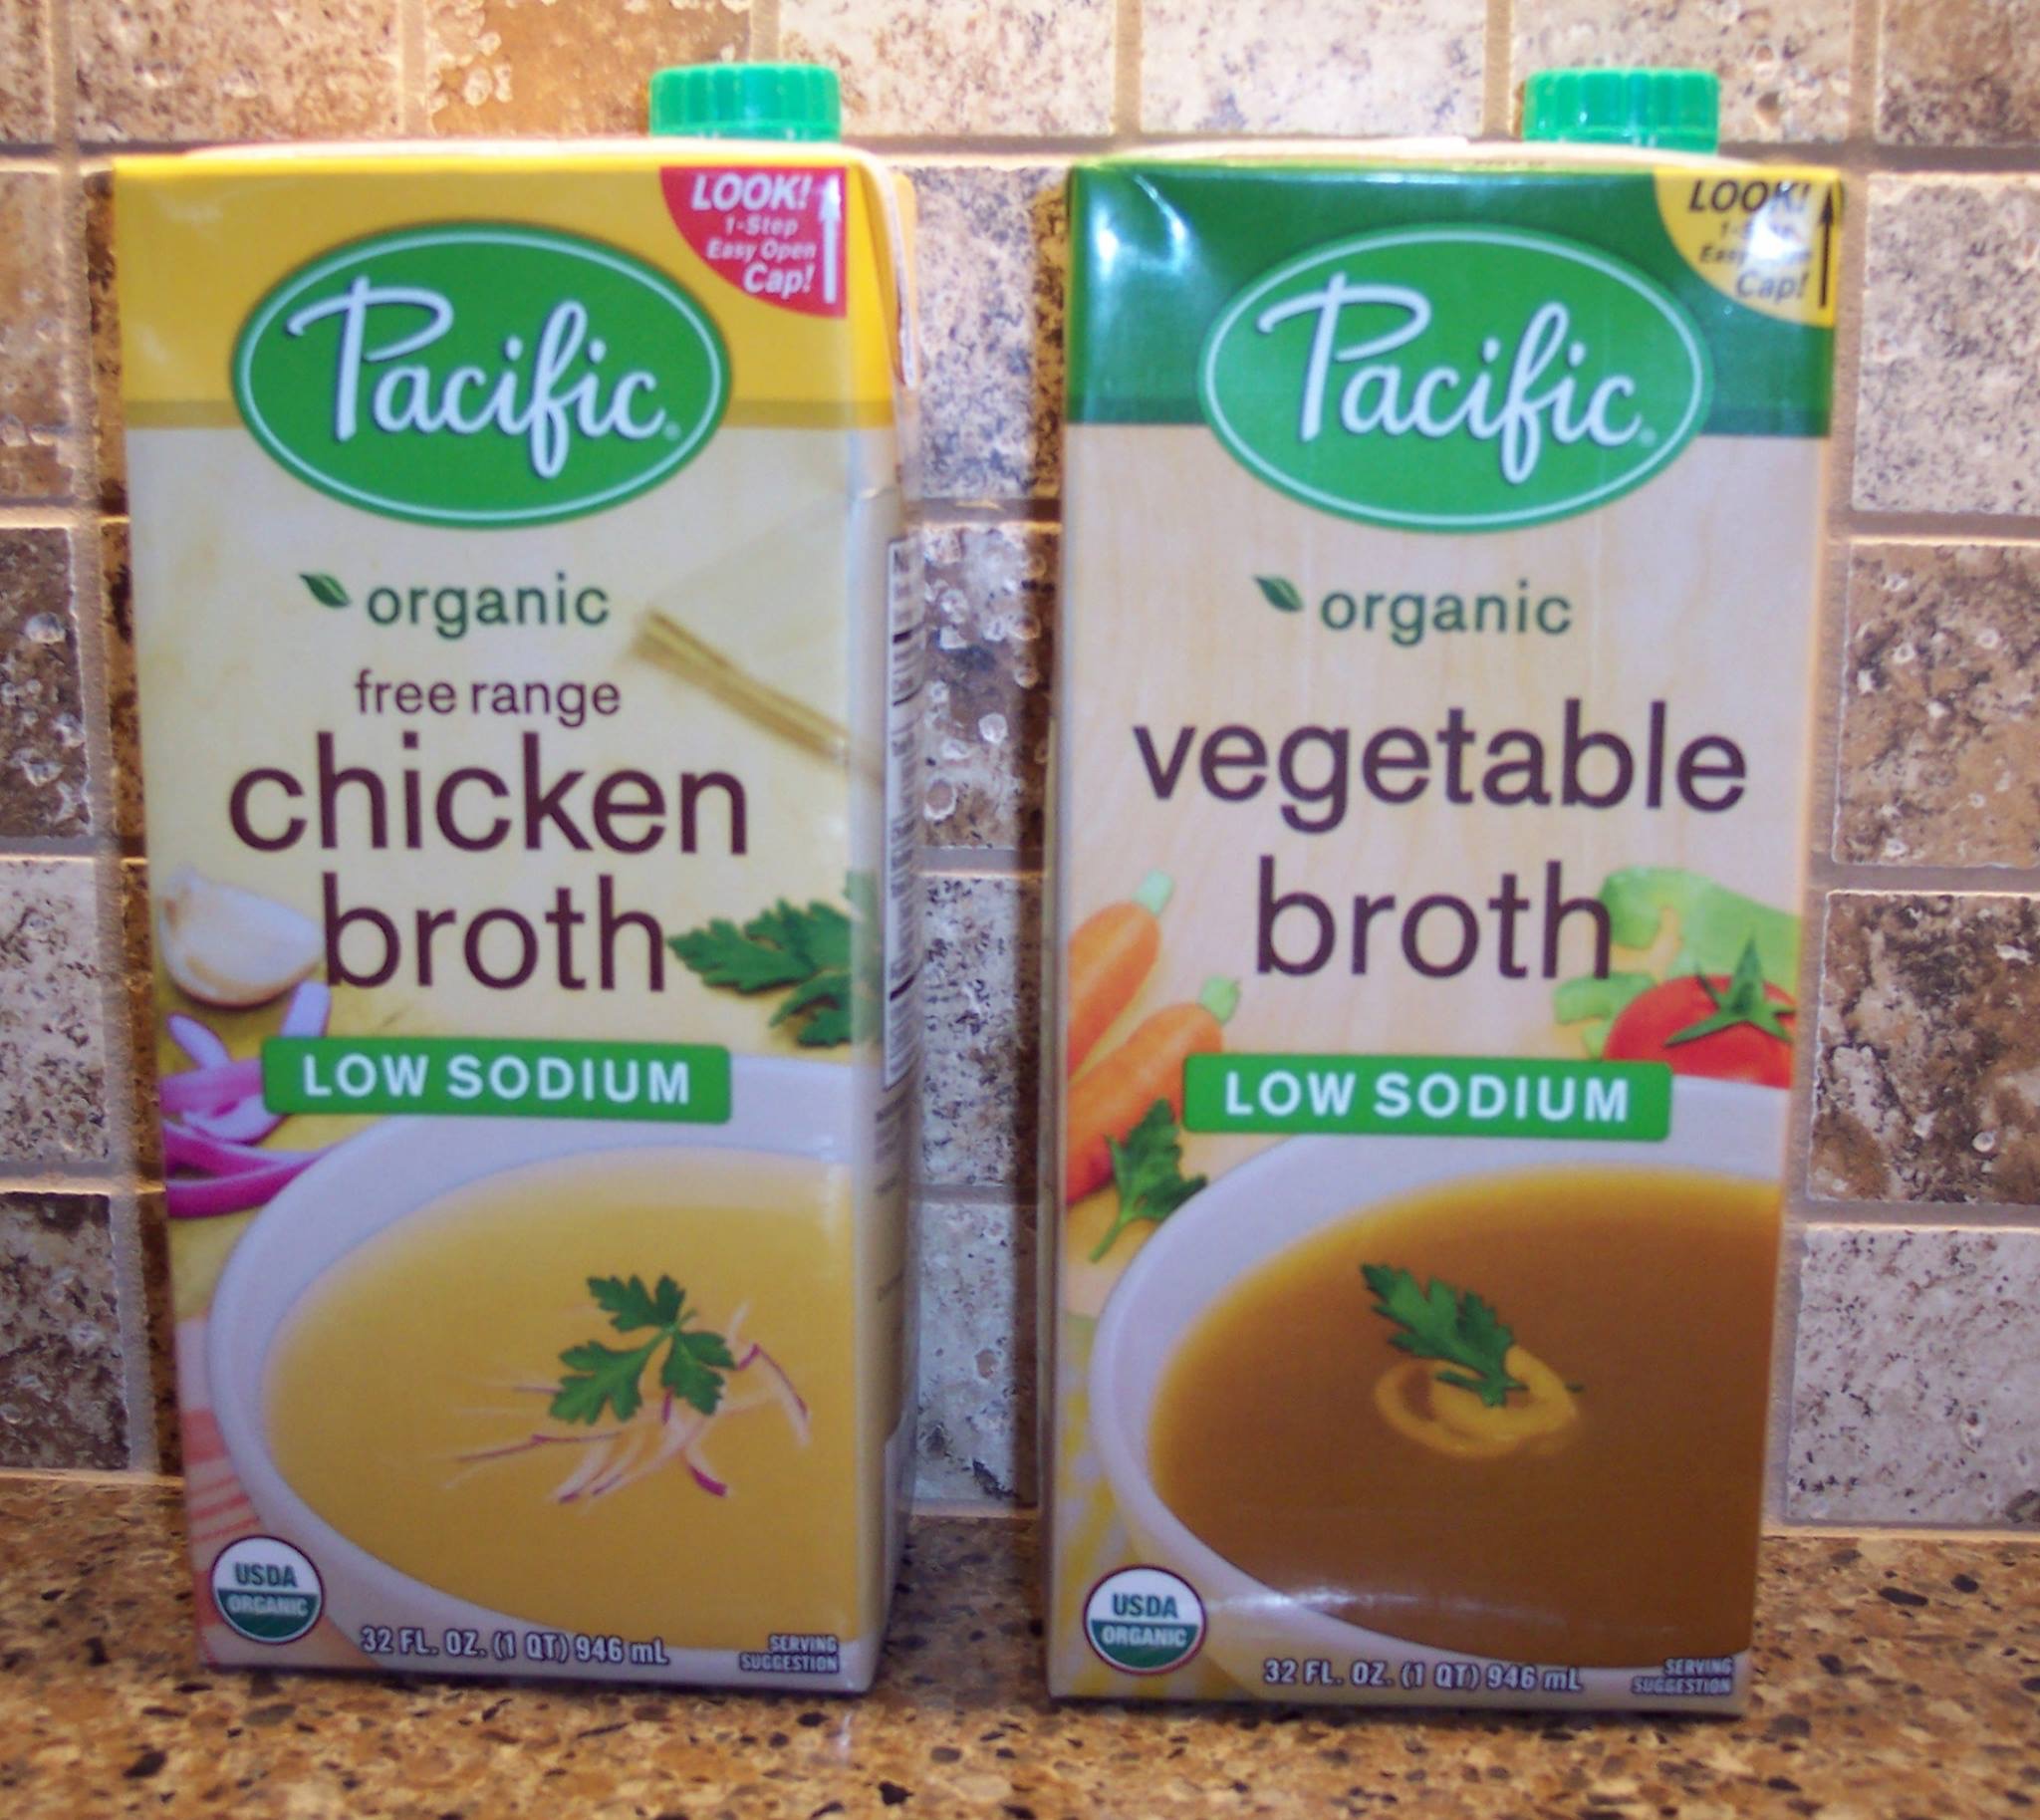 LOOK!
1-Step
Easy Open
Cap!
Pacific®
organic
free range
chicken
broth
LOW SODIUM
USDA
ORGANIC
32 FL. OZ. (1 QT) 946 mL
SERVING
SUGGESTION
LOOK!
Cap!
Pacific®
organic
vegetable
broth
LOW SODIUM
USDA
ORGANIC
32 FL. OZ. (1 QT) 946 mL
SERVING
SUGGESTION